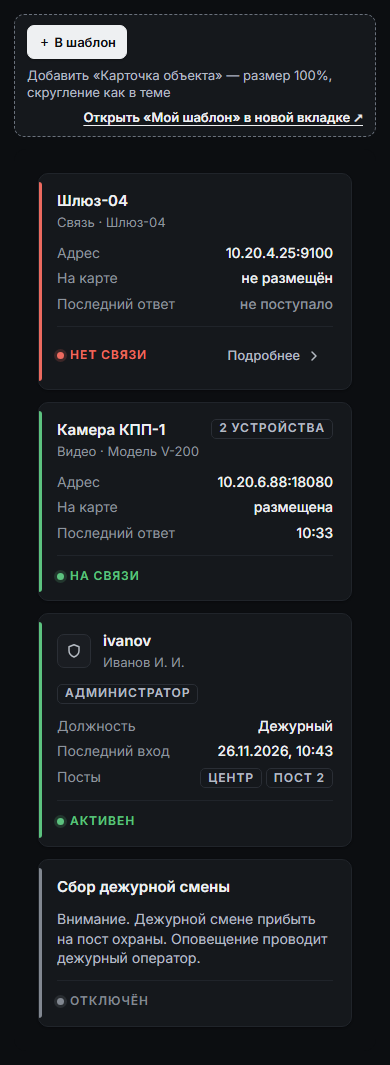 + В шаблон
Добавить «Карточка объекта» — размер 100%,
скругление как в теме
Открыть «Мой шаблон» в новой вкладке ↗
Шлюз-04
Связь · Шлюз-04
Адрес 10.20.4.25:9100
На карте не размещён
Последний ответ не поступало
НЕТ СВЯЗИ Подробнее
Камера КПП-1 2 УСТРОЙСТВА
Видео · Модель V-200
Адрес 10.20.6.88:18080
На карте размещена
Последний ответ 10:33
НА СВЯЗИ
ivanov
Иванов И. И.
АДМИНИСТРАТОР
Должность Дежурный
Последний вход 26.11.2026, 10:43
Посты ЦЕНТР ПОСТ 2
АКТИВЕН
Сбор дежурной смены
Внимание. Дежурной смене прибыть
на пост охраны. Оповещение проводит
дежурный оператор.
ОТКЛЮЧЁН